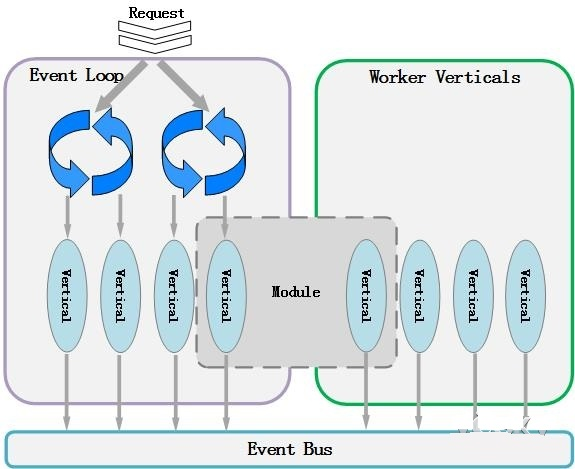 Request
Event Loop
Worker Verticals
Vertical
Vertical
Vertical
Vertical
Module
Vertical
Vertical
Vertical
Vertical
Event Bus